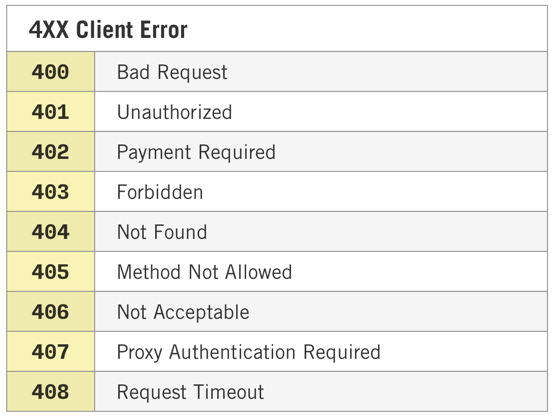 4XX Client Error
400 Bad Request
401 Unauthorized
402 Payment Required
403 Forbidden
404 Not Found
405 Method Not Allowed
406 Not Acceptable
407 Proxy Authentication Required
408 Request Timeout